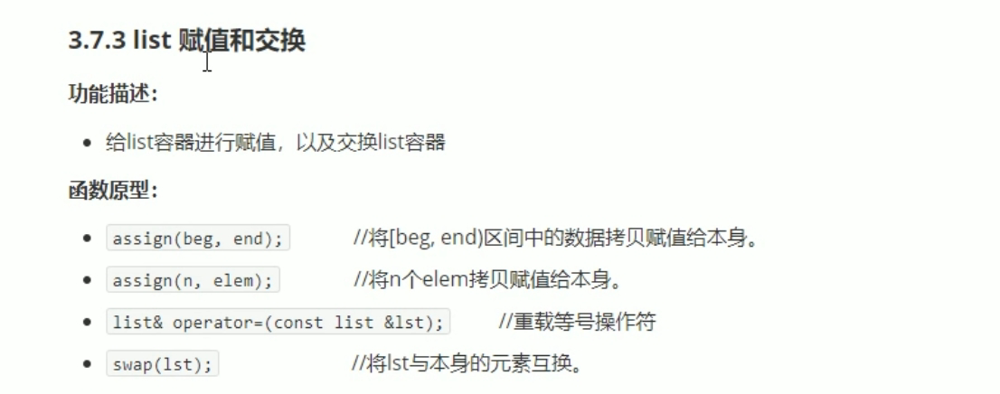 3.7.3 list 赋值和交换
功能描述：
给list容器进行赋值，以及交换list容器
函数原型：
assign(beg, end); //将[beg, end)区间中的数据拷贝赋值给本身。
assign(n, elem); //将n个elem拷贝赋值给本身。
list& operator=(const list &lst); //重载等号操作符
swap(lst); //将lst与本身的元素互换。